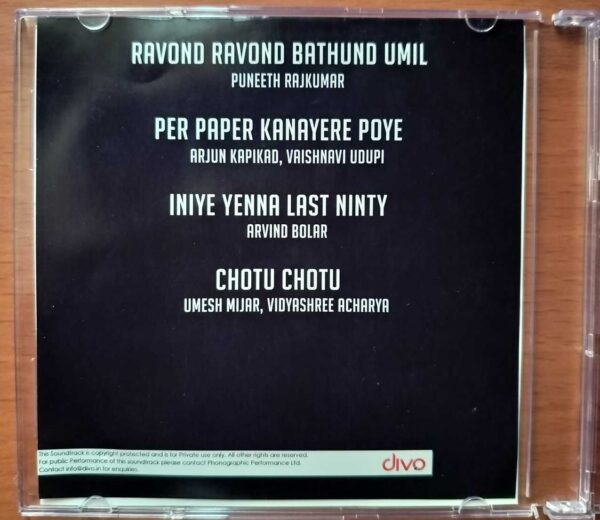 RAVOND RAVOND BATHUND UMIL
PUNEETH RAJKUMAR
PER PAPER KANAYERE POYE
ARJUN KAPIKAD, VAISHNAVI UDUPI
INIYE YENNA LAST NINTY
ARVIND BOLAR
CHOTU CHOTU
UMESH MIJAR, VIDYASHREE ACHARYA
This Soundtrack is copyright protected and is for Private use only. All other rights are reserved.
For public Performance of this soundtrack please contact Phonographic Performance Ltd.
Contact info@divo.in for enquiries.
divo